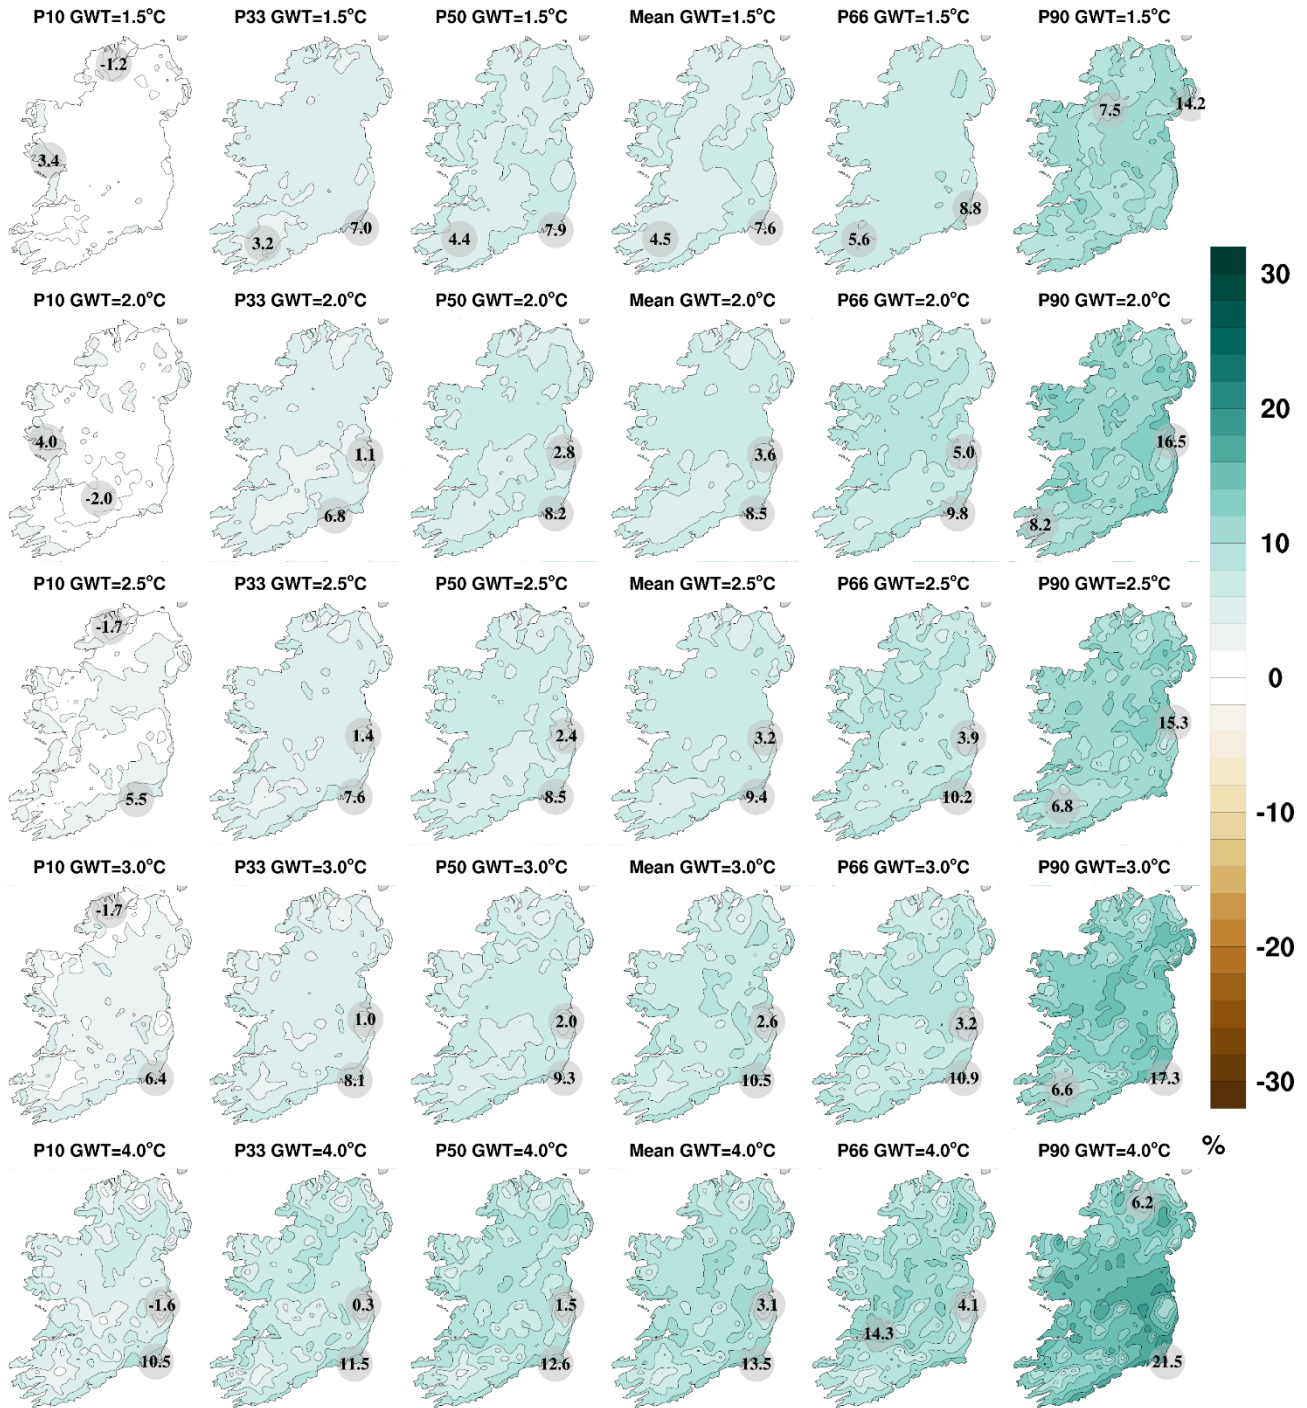 P10 GWT=1.5°C P33 GWT=1.5°C P50 GWT=1.5°C Mean GWT=1.5°C P66 GWT=1.5°C P90 GWT=1.5°C
-1.2
7.5 14.2
3.4
8.8
3.2 7.0 4.4 7.9 4.5 7.6 5.6
30
P10 GWT=2.0°C P33 GWT=2.0°C P50 GWT=2.0°C Mean GWT=2.0°C P66 GWT=2.0°C P90 GWT=2.0°C
20
4.0 1.1 2.8 3.6 5.0 16.5
-2.0
6.8 8.2 8.5 9.8 8.2
10
P10 GWT=2.5°C P33 GWT=2.5°C P50 GWT=2.5°C Mean GWT=2.5°C P66 GWT=2.5°C P90 GWT=2.5°C
-1.7
0
1.4 2.4 3.2 3.9 15.3
5.5 7.6 8.5 9.4 10.2 6.8
-10
P10 GWT=3.0°C P33 GWT=3.0°C P50 GWT=3.0°C Mean GWT=3.0°C P66 GWT=3.0°C P90 GWT=3.0°C
-1.7
-20
1.0 2.0 2.6 3.2
6.4 8.1 9.3 10.5 10.9 6.6 17.3
-30
P10 GWT=4.0°C P33 GWT=4.0°C P50 GWT=4.0°C Mean GWT=4.0°C P66 GWT=4.0°C P90 GWT=4.0°C
%
6.2
-1.6 0.3 1.5 3.1 4.1
14.3
10.5 11.5 12.6 13.5 21.5